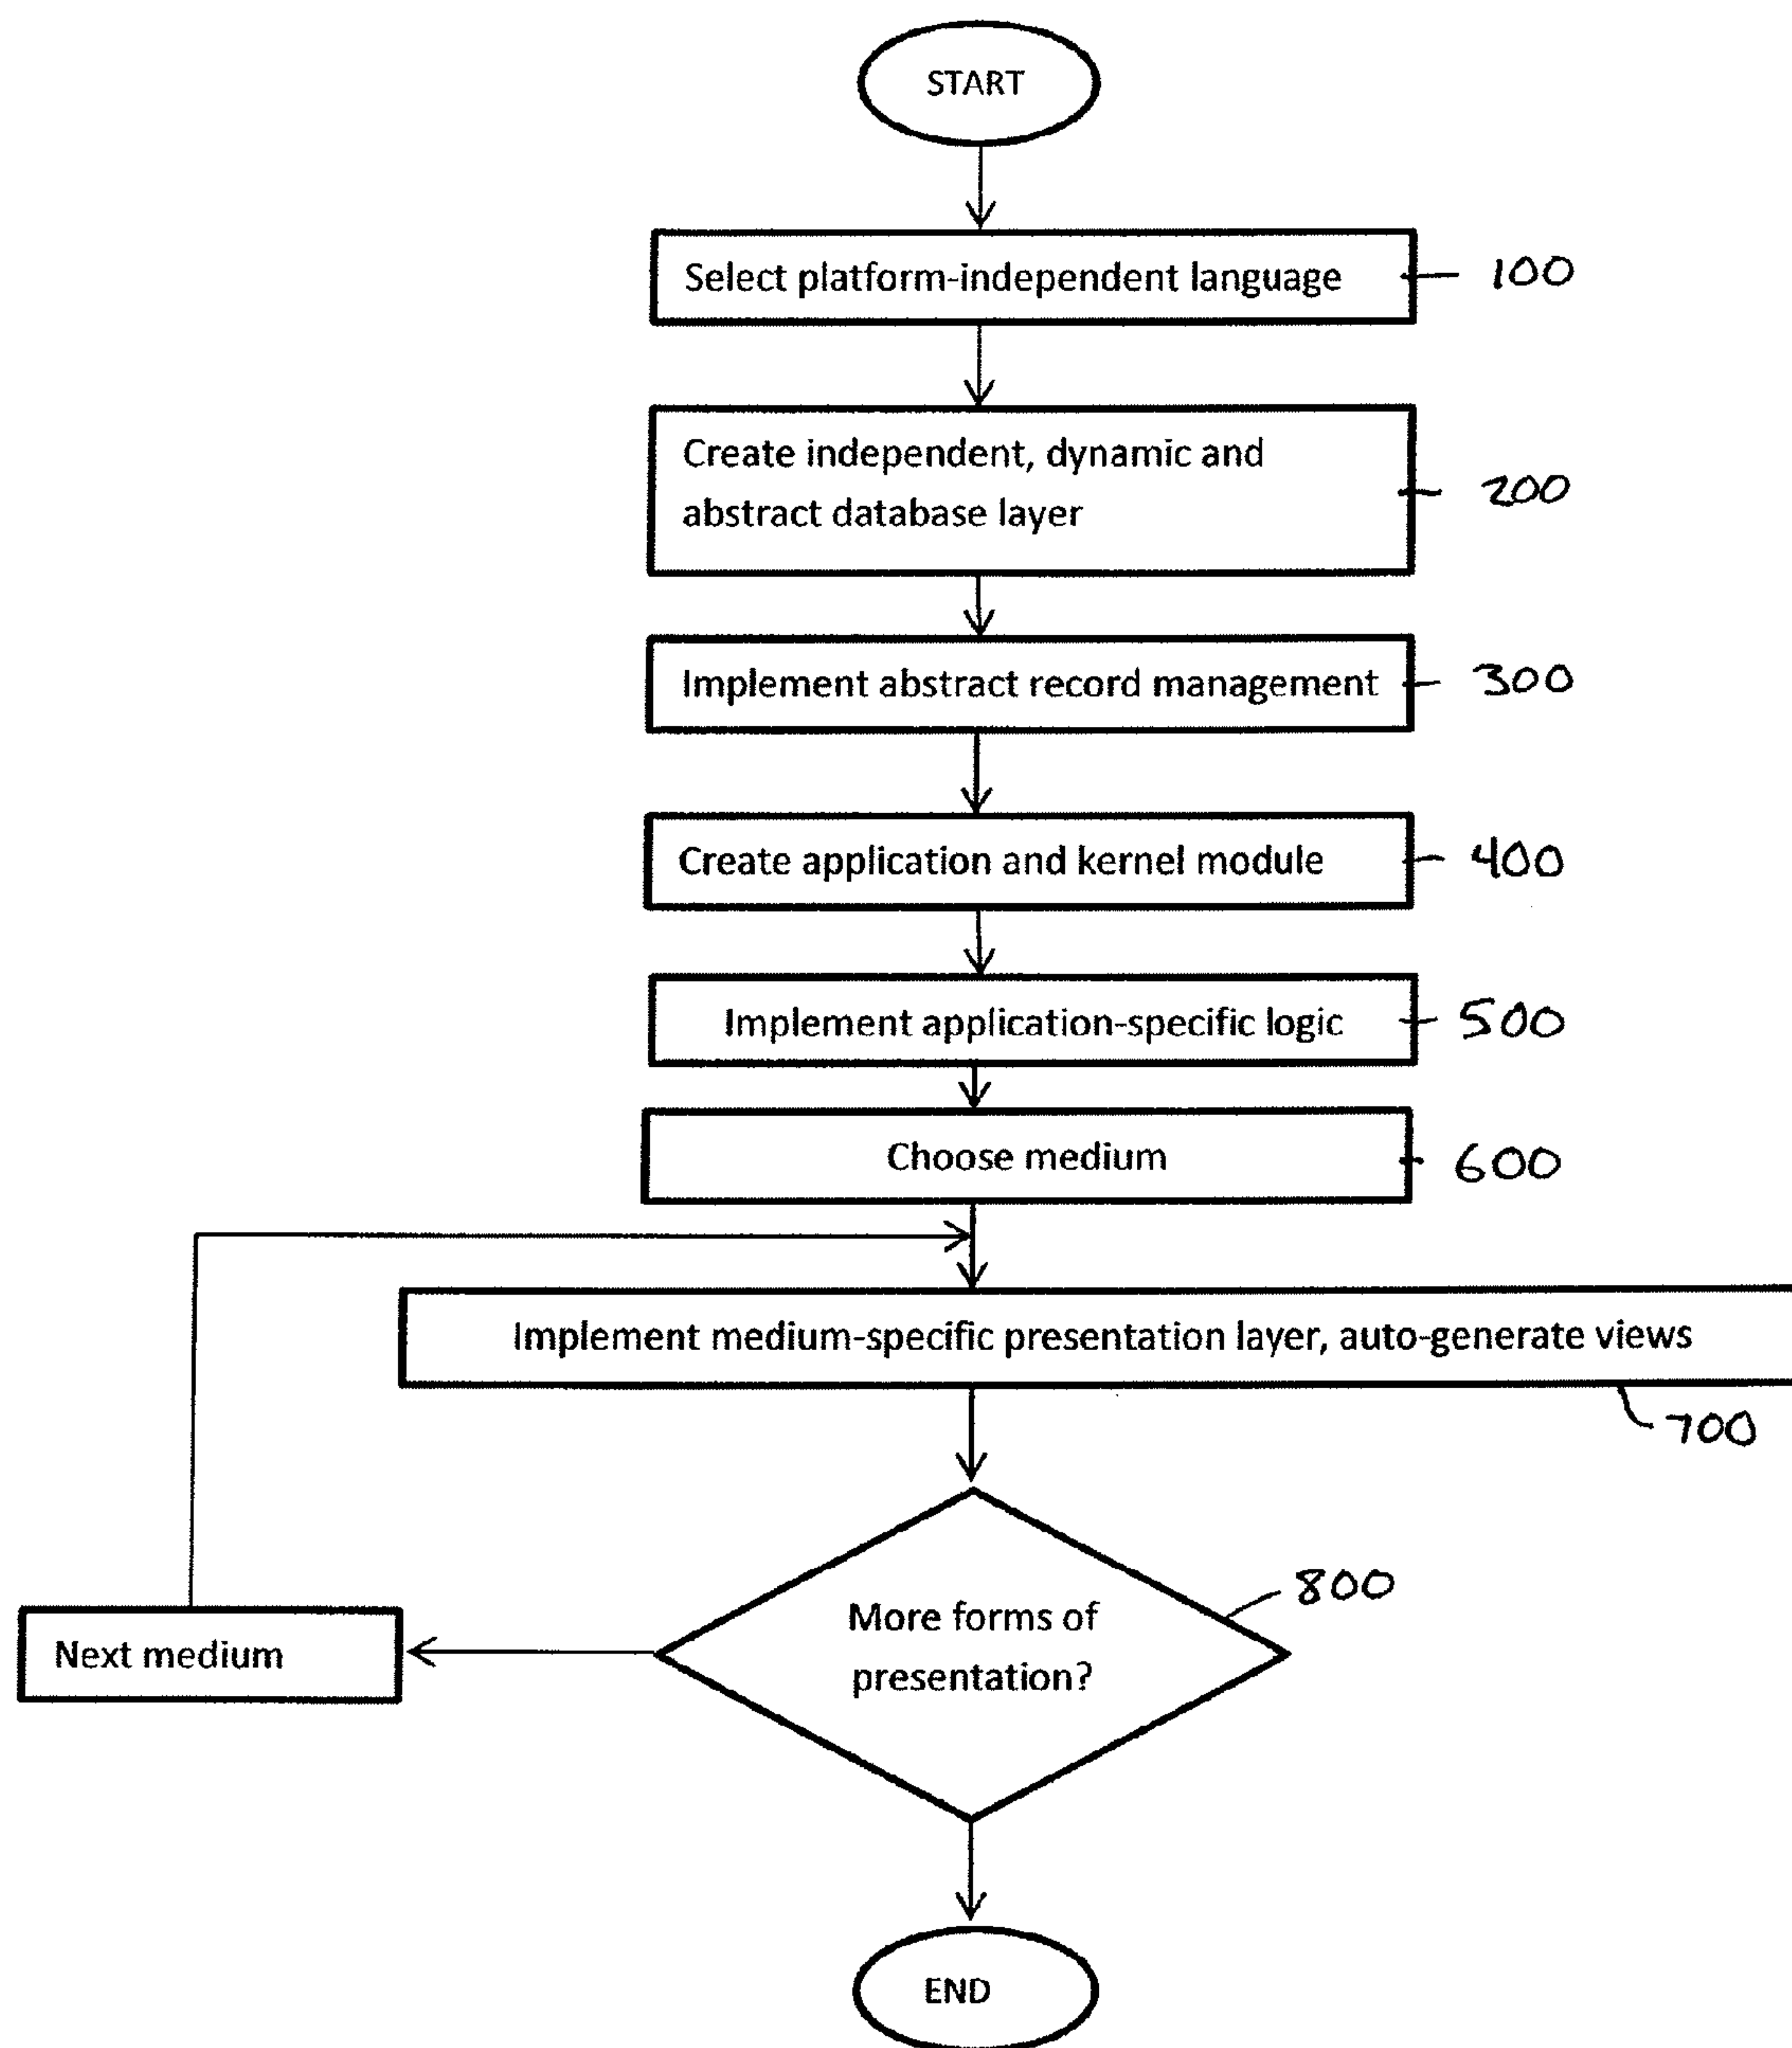 START
Select platform-independent language
100
Create independent, dynamic and
abstract database layer
200
Implement abstract record management
300
Create application and kernel module
400
Implement application-specific logic
500
Choose medium
600
Implement medium-specific presentation layer, auto-generate views
700
More forms of
presentation?
800
Next medium
END